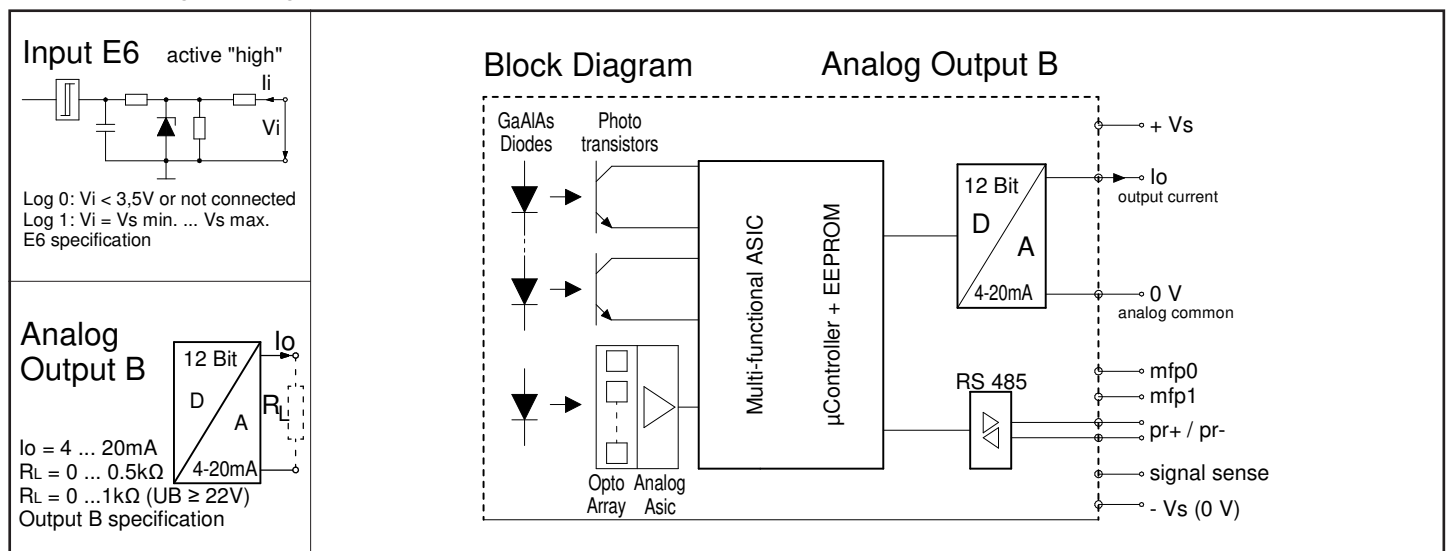 Input E6 active "high"
Ii
Vi
Log 0: Vi < 3,5V or not connected
Log 1: Vi = Vs min. ... Vs max.
E6 specification
Analog
Output B
12 Bit
D
A
4-20mA
Io
RL
Io = 4 ... 20mA
RL = 0 ... 0.5kΩ
RL = 0 ...1kΩ (UB ≥ 22V)
Output B specification
Block Diagram Analog Output B
GaAlAs
Diodes
Photo
transistors
Opto
Array
Analog
Asic
Multi-functional ASIC
µController + EEPROM
12 Bit
D
A
4-20mA
RS 485
+ Vs
Io
output current
0 V
analog common
mfp0
mfp1
pr+ / pr-
signal sense
- Vs (0 V)